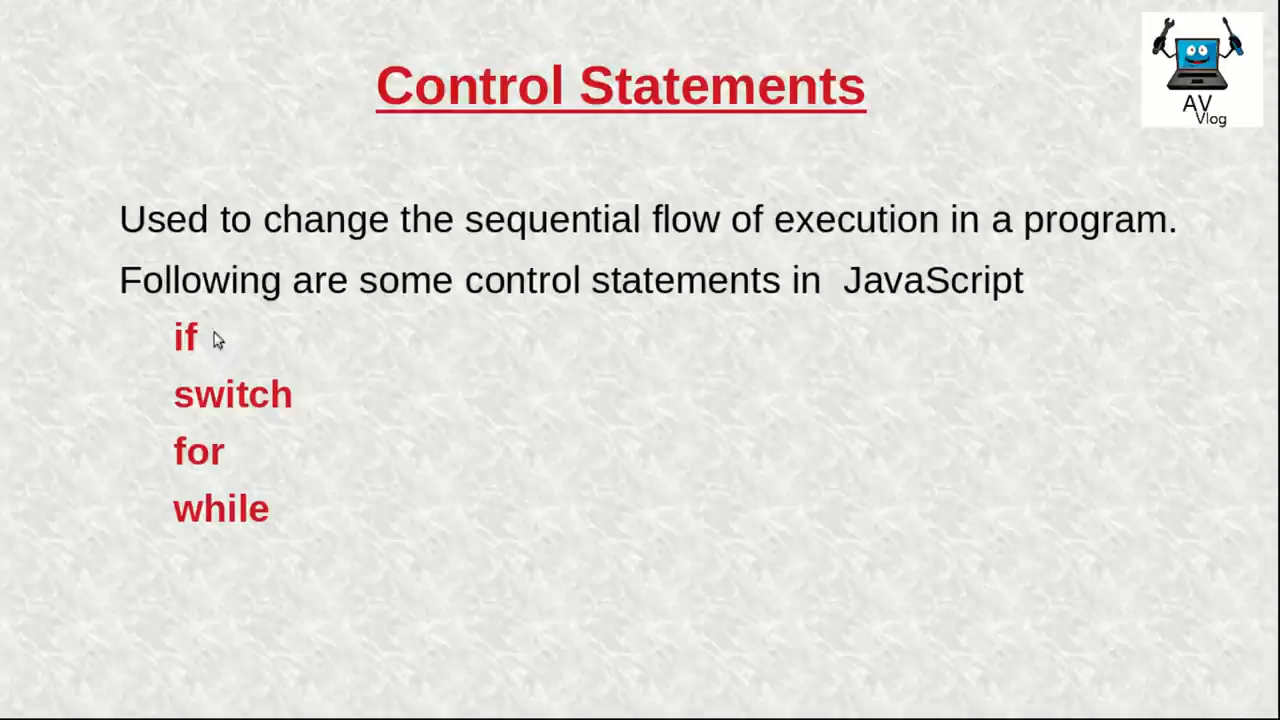 Control Statements
AV
Vlog
Used to change the sequential flow of execution in a program.
Following are some control statements in  JavaScript
if
switch
for
while